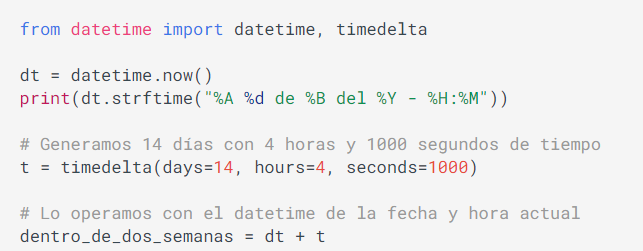 from datetime import datetime, timedelta
dt = datetime.now()
print(dt.strftime("%A %d de %B del %Y - %H:%M"))
# Generamos 14 días con 4 horas y 1000 segundos de tiempo
t = timedelta(days=14, hours=4, seconds=1000)
# Lo operamos con el datetime de la fecha y hora actual
dentro_de_dos_semanas = dt + t